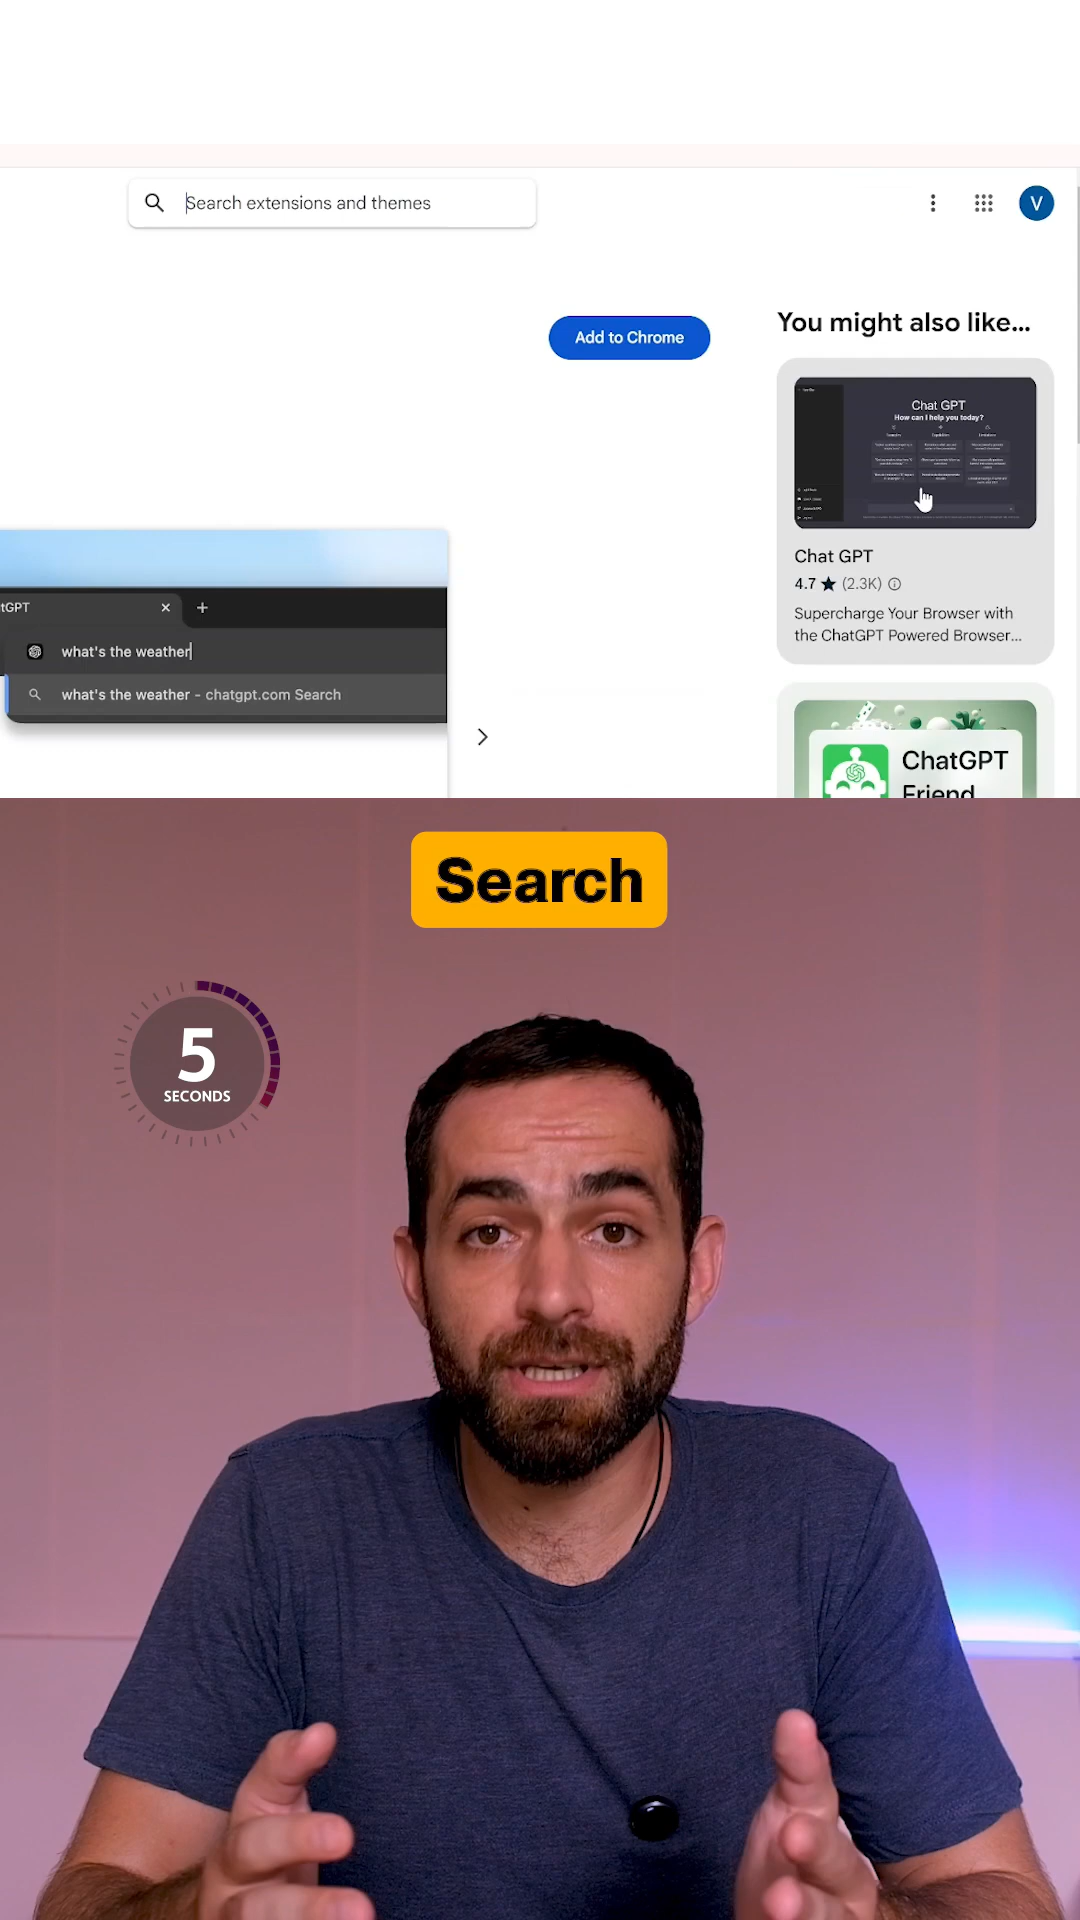 Search extensions and themes
V
Add to Chrome
You might also like...
Chat GPT
How can I help you today?
Chat GPT
4.7 ★ (2.3K)
Supercharge Your Browser with
the ChatGPT Powered Browser...
tGPT
what's the weather
what's the weather - chatgpt.com Search
ChatGPT
Friend
Search
5
SECONDS